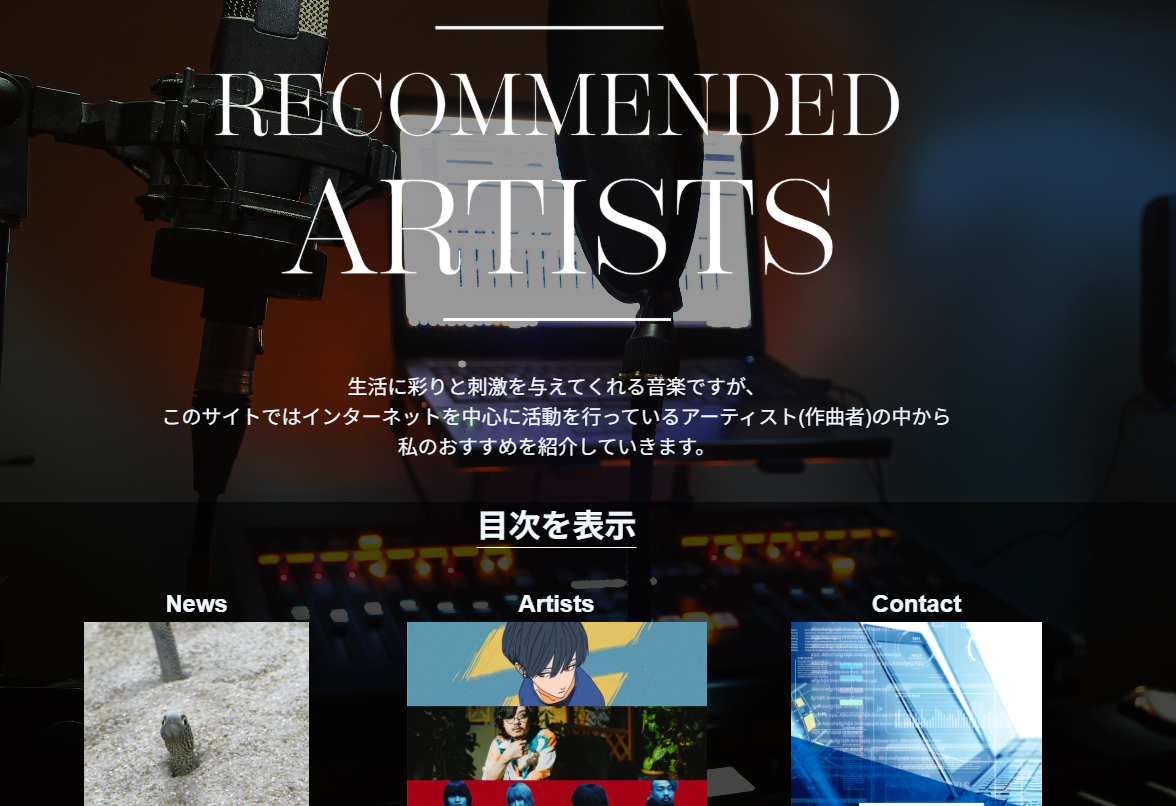 RECOMMENDED
ARTISTS
生活に彩りと刺激を与えてくれる音楽ですが、
このサイトではインターネットを中心に活動を行っているアーティスト(作曲者)の中から
私のおすすめを紹介していきます。
目次を表示
News
Artists
Contact